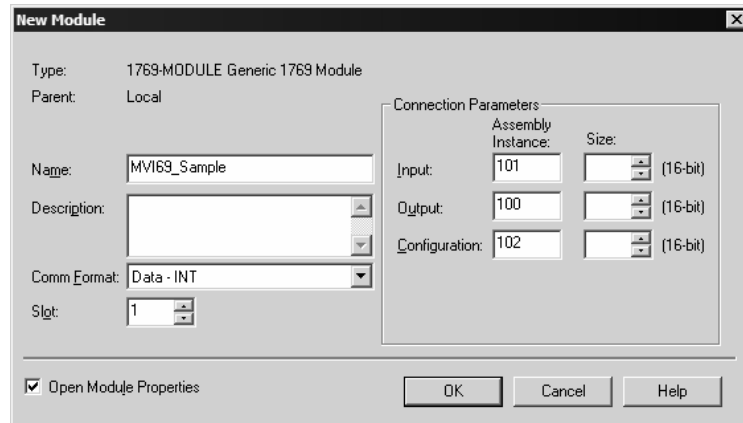 New Module
Type: 1769-MODULE Generic 1769 Module
Parent: Local
Connection Parameters
Assembly Instance: Size:
Name: MVI69_Sample
Input: 101 (16-bit)
Description:
Output: 100 (16-bit)
Configuration: 102 (16-bit)
Comm Format: Data - INT
Slot: 1
Open Module Properties
OK Cancel Help